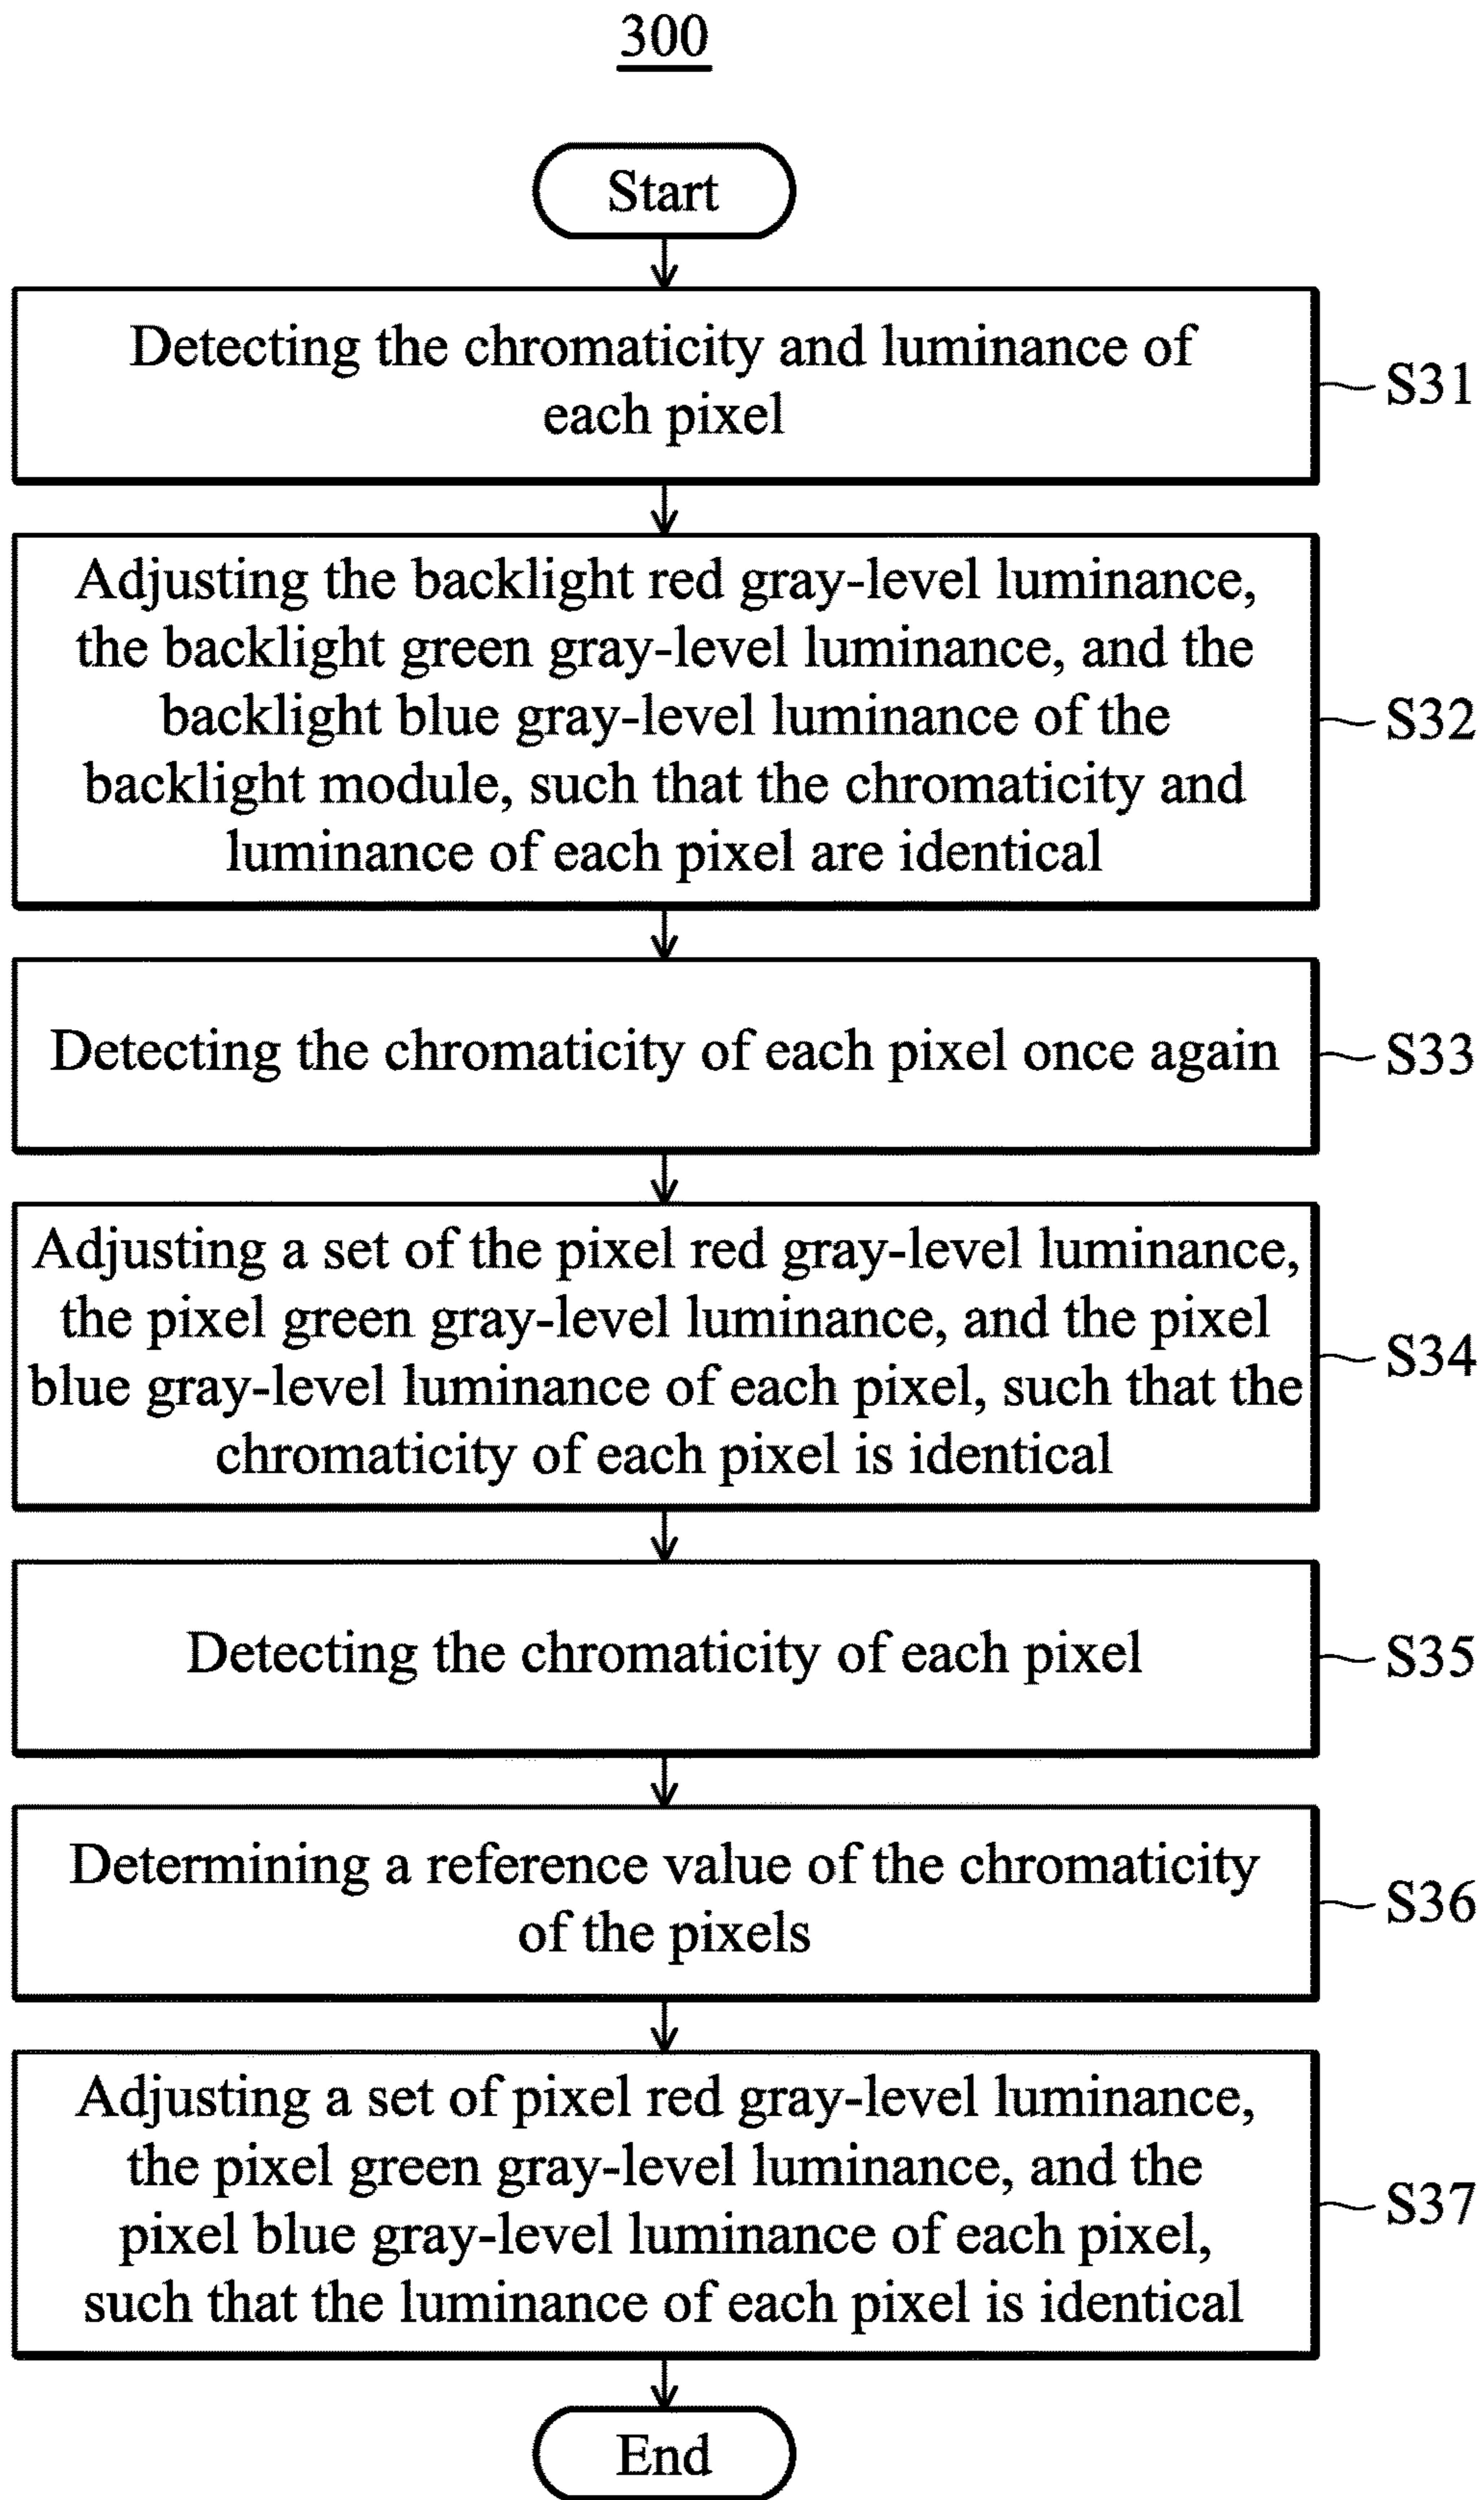 300
Start
Detecting the chromaticity and luminance of
each pixel
S31
Adjusting the backlight red gray-level luminance,
the backlight green gray-level luminance, and the
backlight blue gray-level luminance of the
backlight module, such that the chromaticity and
luminance of each pixel are identical
S32
Detecting the chromaticity of each pixel once again
S33
Adjusting a set of the pixel red gray-level luminance,
the pixel green gray-level luminance, and the pixel
blue gray-level luminance of each pixel, such that the
chromaticity of each pixel is identical
S34
Detecting the chromaticity of each pixel
S35
Determining a reference value of the chromaticity
of the pixels
S36
Adjusting a set of pixel red gray-level luminance,
the pixel green gray-level luminance, and the
pixel blue gray-level luminance of each pixel,
such that the luminance of each pixel is identical
S37
End